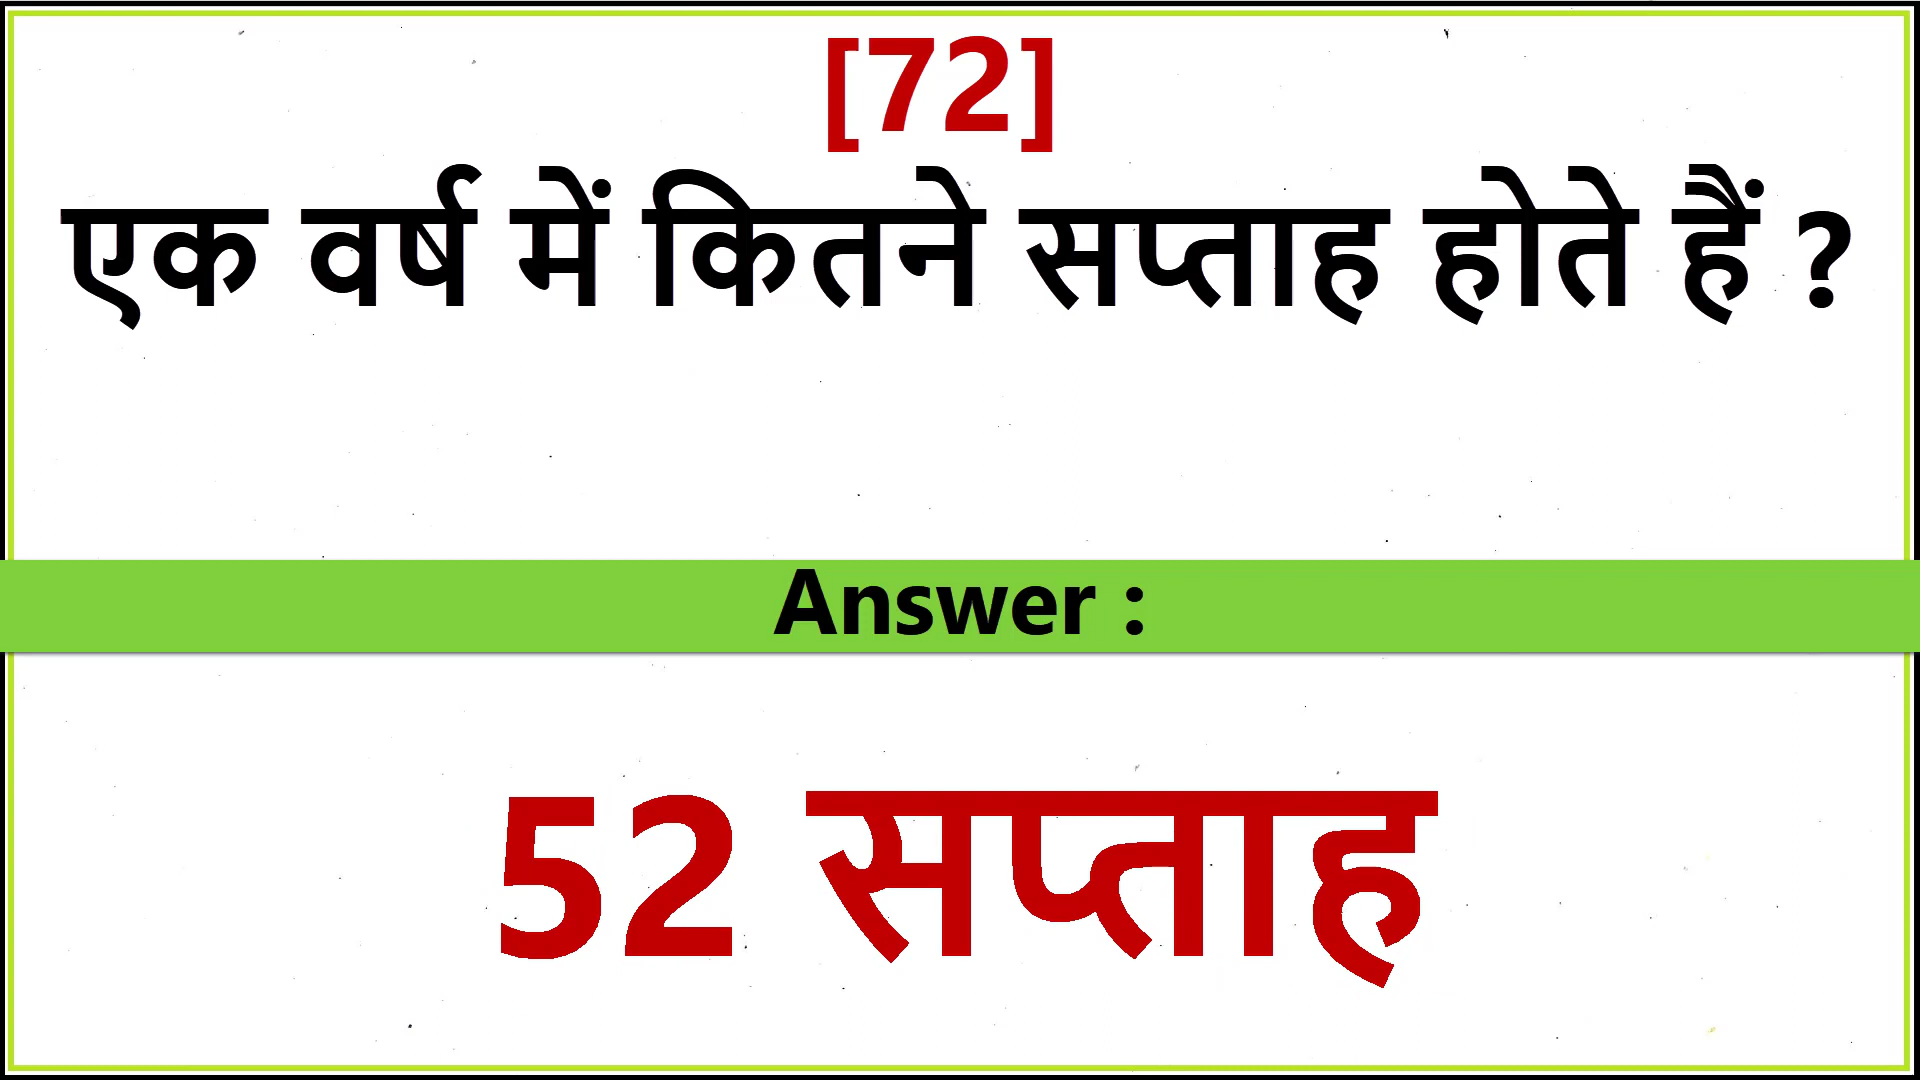 [72]
एक वर्ष में कितने सप्ताह होते हैं ?
Answer :
52 सप्ताह